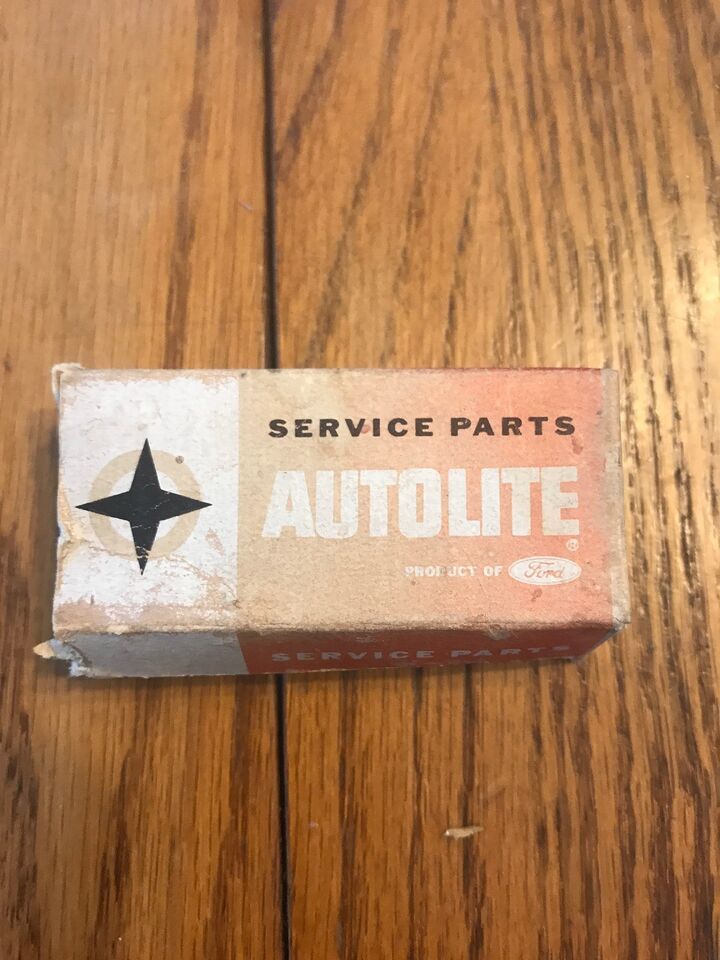 SERVICE PARTS
AUTOLITE
®
PRODUCT OF Ford
SERVICE PARTS